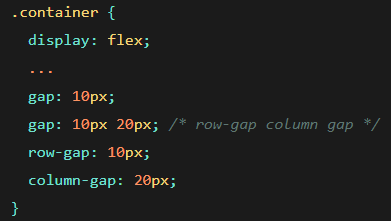 .container {
display: flex;
...
gap: 10px;
gap: 10px 20px; /* row-gap column gap */
row-gap: 10px;
column-gap: 20px;
}